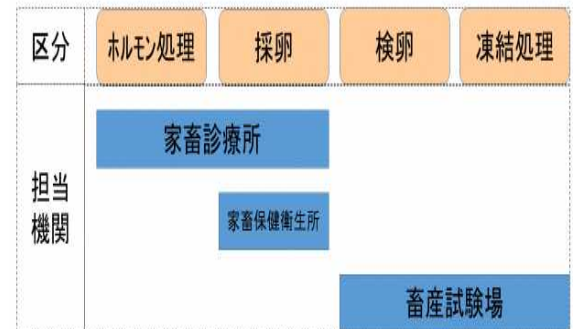 区分
ホルモン処理
採卵
検卵
凍結処理
担当
機関
家畜診療所
家畜保健衛生所
畜産試験場